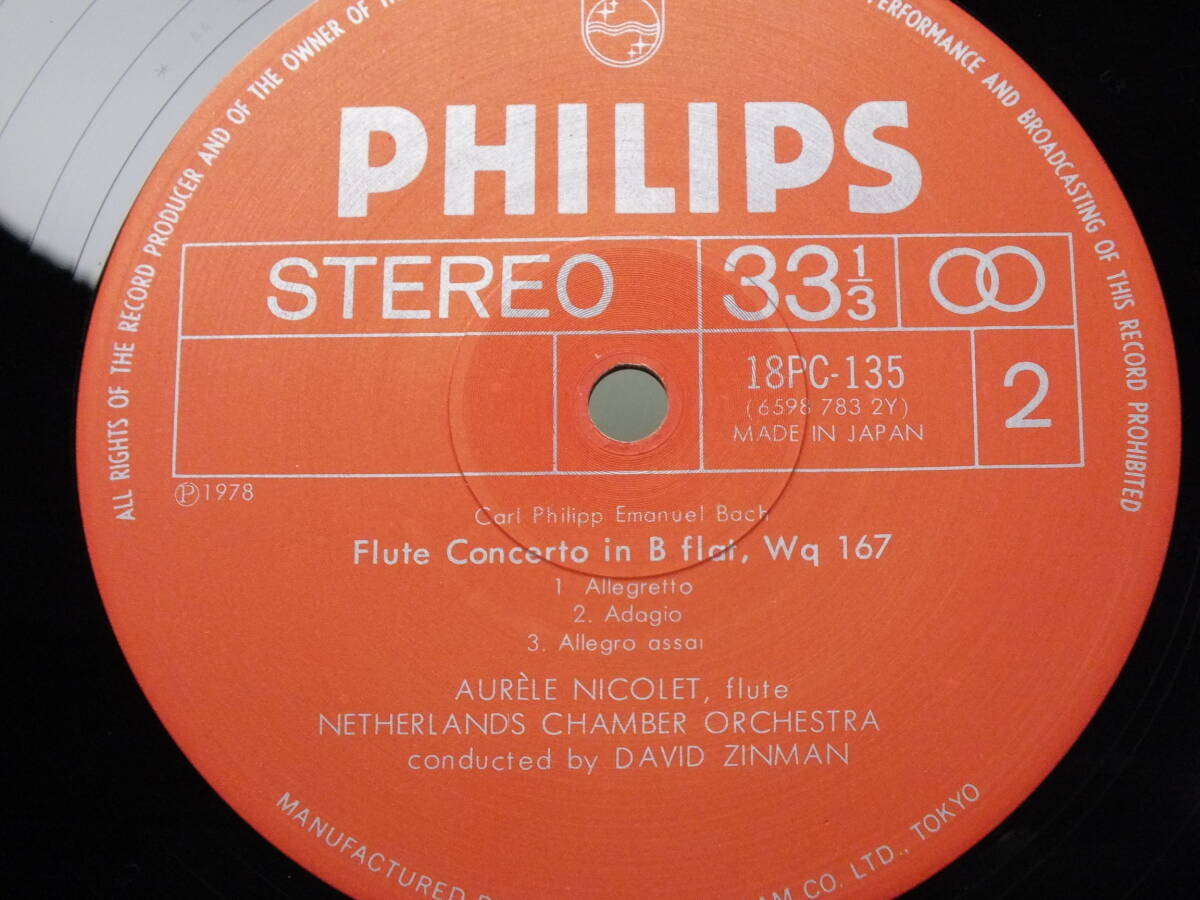 ALL RIGHTS OF THE RECORD PRODUCER AND OF THE OWNER OF
PERFORMANCE AND BROADCASTING OF THIS RECORD PROHIBITED
PHILIPS
STEREO
33 1/3
18PC-135
(6598 783 2Y)
MADE IN JAPAN
2
Ⓟ1978
Carl Philipp Emanuel Bach
Flute Concerto in B flat, Wq 167
1 Allegretto
2. Adagio
3. Allegro assai
AURÈLE NICOLET, flute
NETHERLANDS CHAMBER ORCHESTRA
conducted by DAVID ZINMAN
MANUFACTURED
CO. LTD., TOKYO